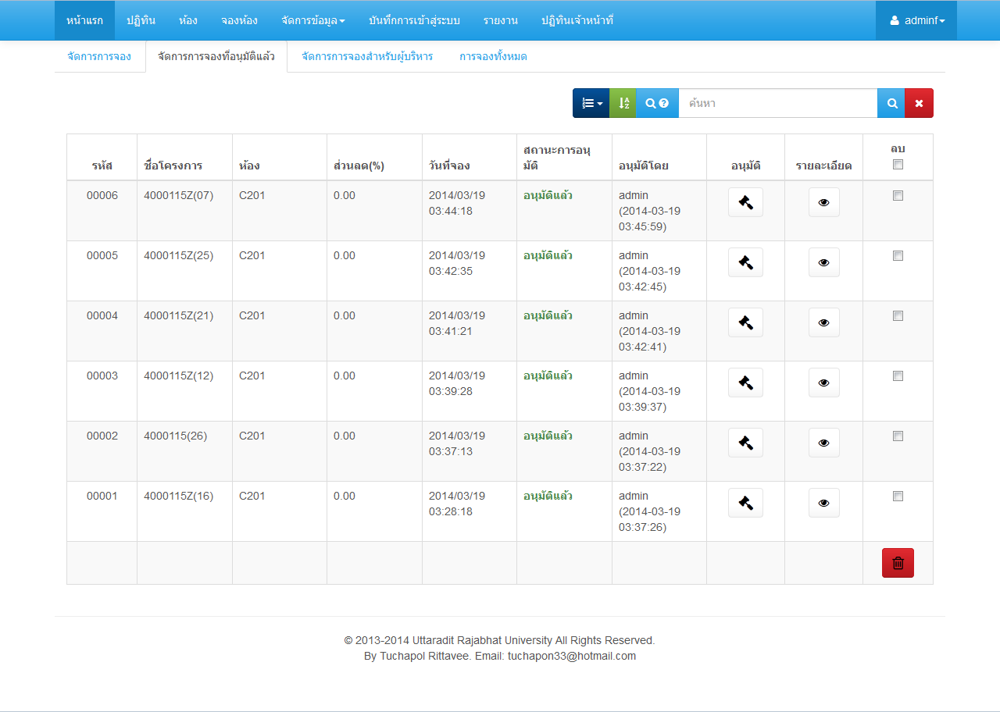 หน้าแรก ปฏิทิน ห้อง จองห้อง จัดการข้อมูล บันทึกการเข้าสู่ระบบ รายงาน ปฏิทินเจ้าหน้าที่ adminf
จัดการการจอง จัดการการจองที่อนุมัติแล้ว จัดการการจองสำหรับผู้บริหาร การจองทั้งหมด
ค้นหา
รหัส ชื่อโครงการ ห้อง ส่วนลด(%) วันที่จอง สถานะการอนุ อนุมัติโดย อนุมัติ รายละเอียด ลบ
มัติ
00006 4000115Z(07) C201 0.00 2014/03/19 อนุมัติแล้ว admin
03:44:18 (2014-03-19
03:45:59)
00005 4000115Z(25) C201 0.00 2014/03/19 อนุมัติแล้ว admin
03:42:35 (2014-03-19
03:42:45)
00004 4000115Z(21) C201 0.00 2014/03/19 อนุมัติแล้ว admin
03:41:21 (2014-03-19
03:42:41)
00003 4000115Z(12) C201 0.00 2014/03/19 อนุมัติแล้ว admin
03:39:28 (2014-03-19
03:39:37)
00002 4000115(26) C201 0.00 2014/03/19 อนุมัติแล้ว admin
03:37:13 (2014-03-19
03:37:22)
00001 4000115Z(16) C201 0.00 2014/03/19 อนุมัติแล้ว admin
03:28:18 (2014-03-19
03:37:26)
© 2013-2014 Uttaradit Rajabhat University All Rights Reserved.
By Tuchapol Rittavee. Email: tuchapon33@hotmail.com